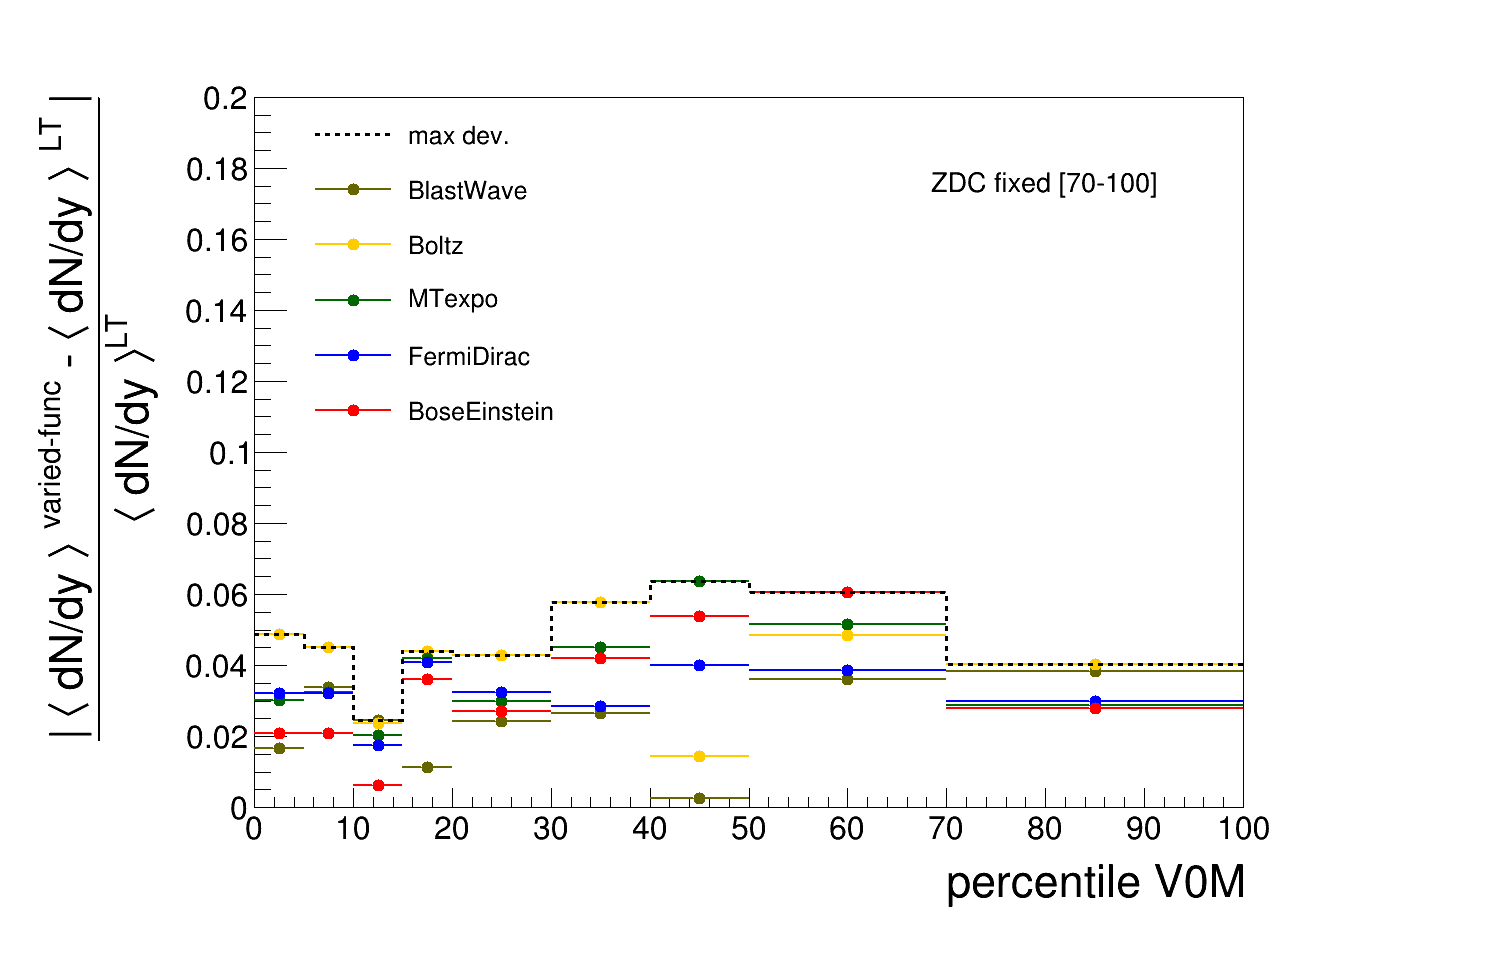 |⟨ dN/dy ⟩ varied-func - ⟨ dN/dy ⟩ LT|
⟨ dN/dy ⟩ LT
0.2
0.18
0.16
0.14
0.12
0.1
0.08
0.06
0.04
0.02
0
max dev.
BlastWave
Boltz
MTexpo
FermiDirac
BoseEinstein
ZDC fixed [70-100]
0 10 20 30 40 50 60 70 80 90 100
percentile V0M